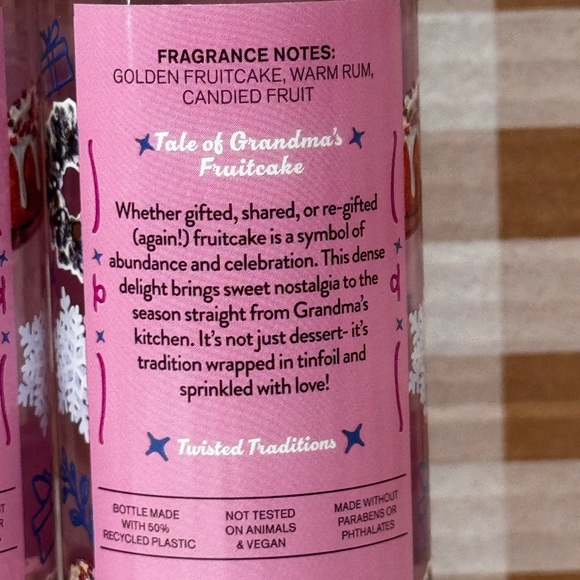 FRAGRANCE NOTES:
GOLDEN FRUITCAKE, WARM RUM,
CANDIED FRUIT
Tale of Grandma's
Fruitcake
Whether gifted, shared, or re-gifted
(again!) fruitcake is a symbol of
abundance and celebration. This dense
delight brings sweet nostalgia to the
season straight from Grandma's
kitchen. It's not just dessert- it's
tradition wrapped in tinfoil and
sprinkled with love!
Twisted Traditions
BOTTLE MADE
WITH 50%
RECYCLED PLASTIC
NOT TESTED
ON ANIMALS
& VEGAN
MADE WITHOUT
PARABENS OR
PHTHALATES